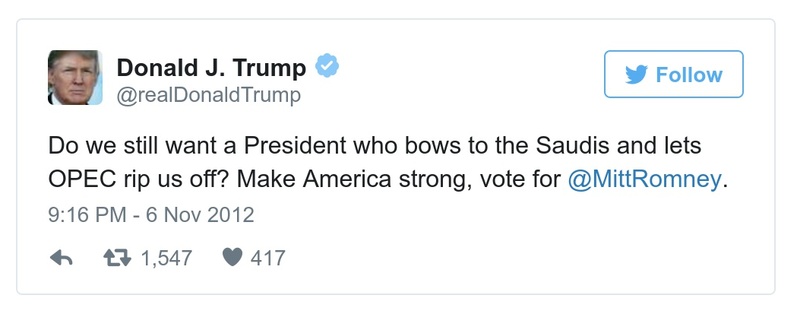 Donald J. Trump
@realDonaldTrump
Follow
Do we still want a President who bows to the Saudis and lets
OPEC rip us off? Make America strong, vote for @MittRomney.
9:16 PM - 6 Nov 2012
1,547 417